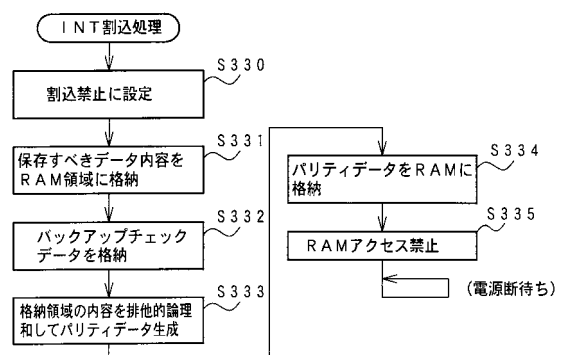 INT割込処理
S330
割込禁止に設定
S331
保存すべきデータ内容を
RAM領域に格納
S332
バックアップチェック
データを格納
S333
格納領域の内容を排他的論理
和してパリティデータ生成
S334
パリティデータをRAMに
格納
S335
RAMアクセス禁止
(電源断待ち)